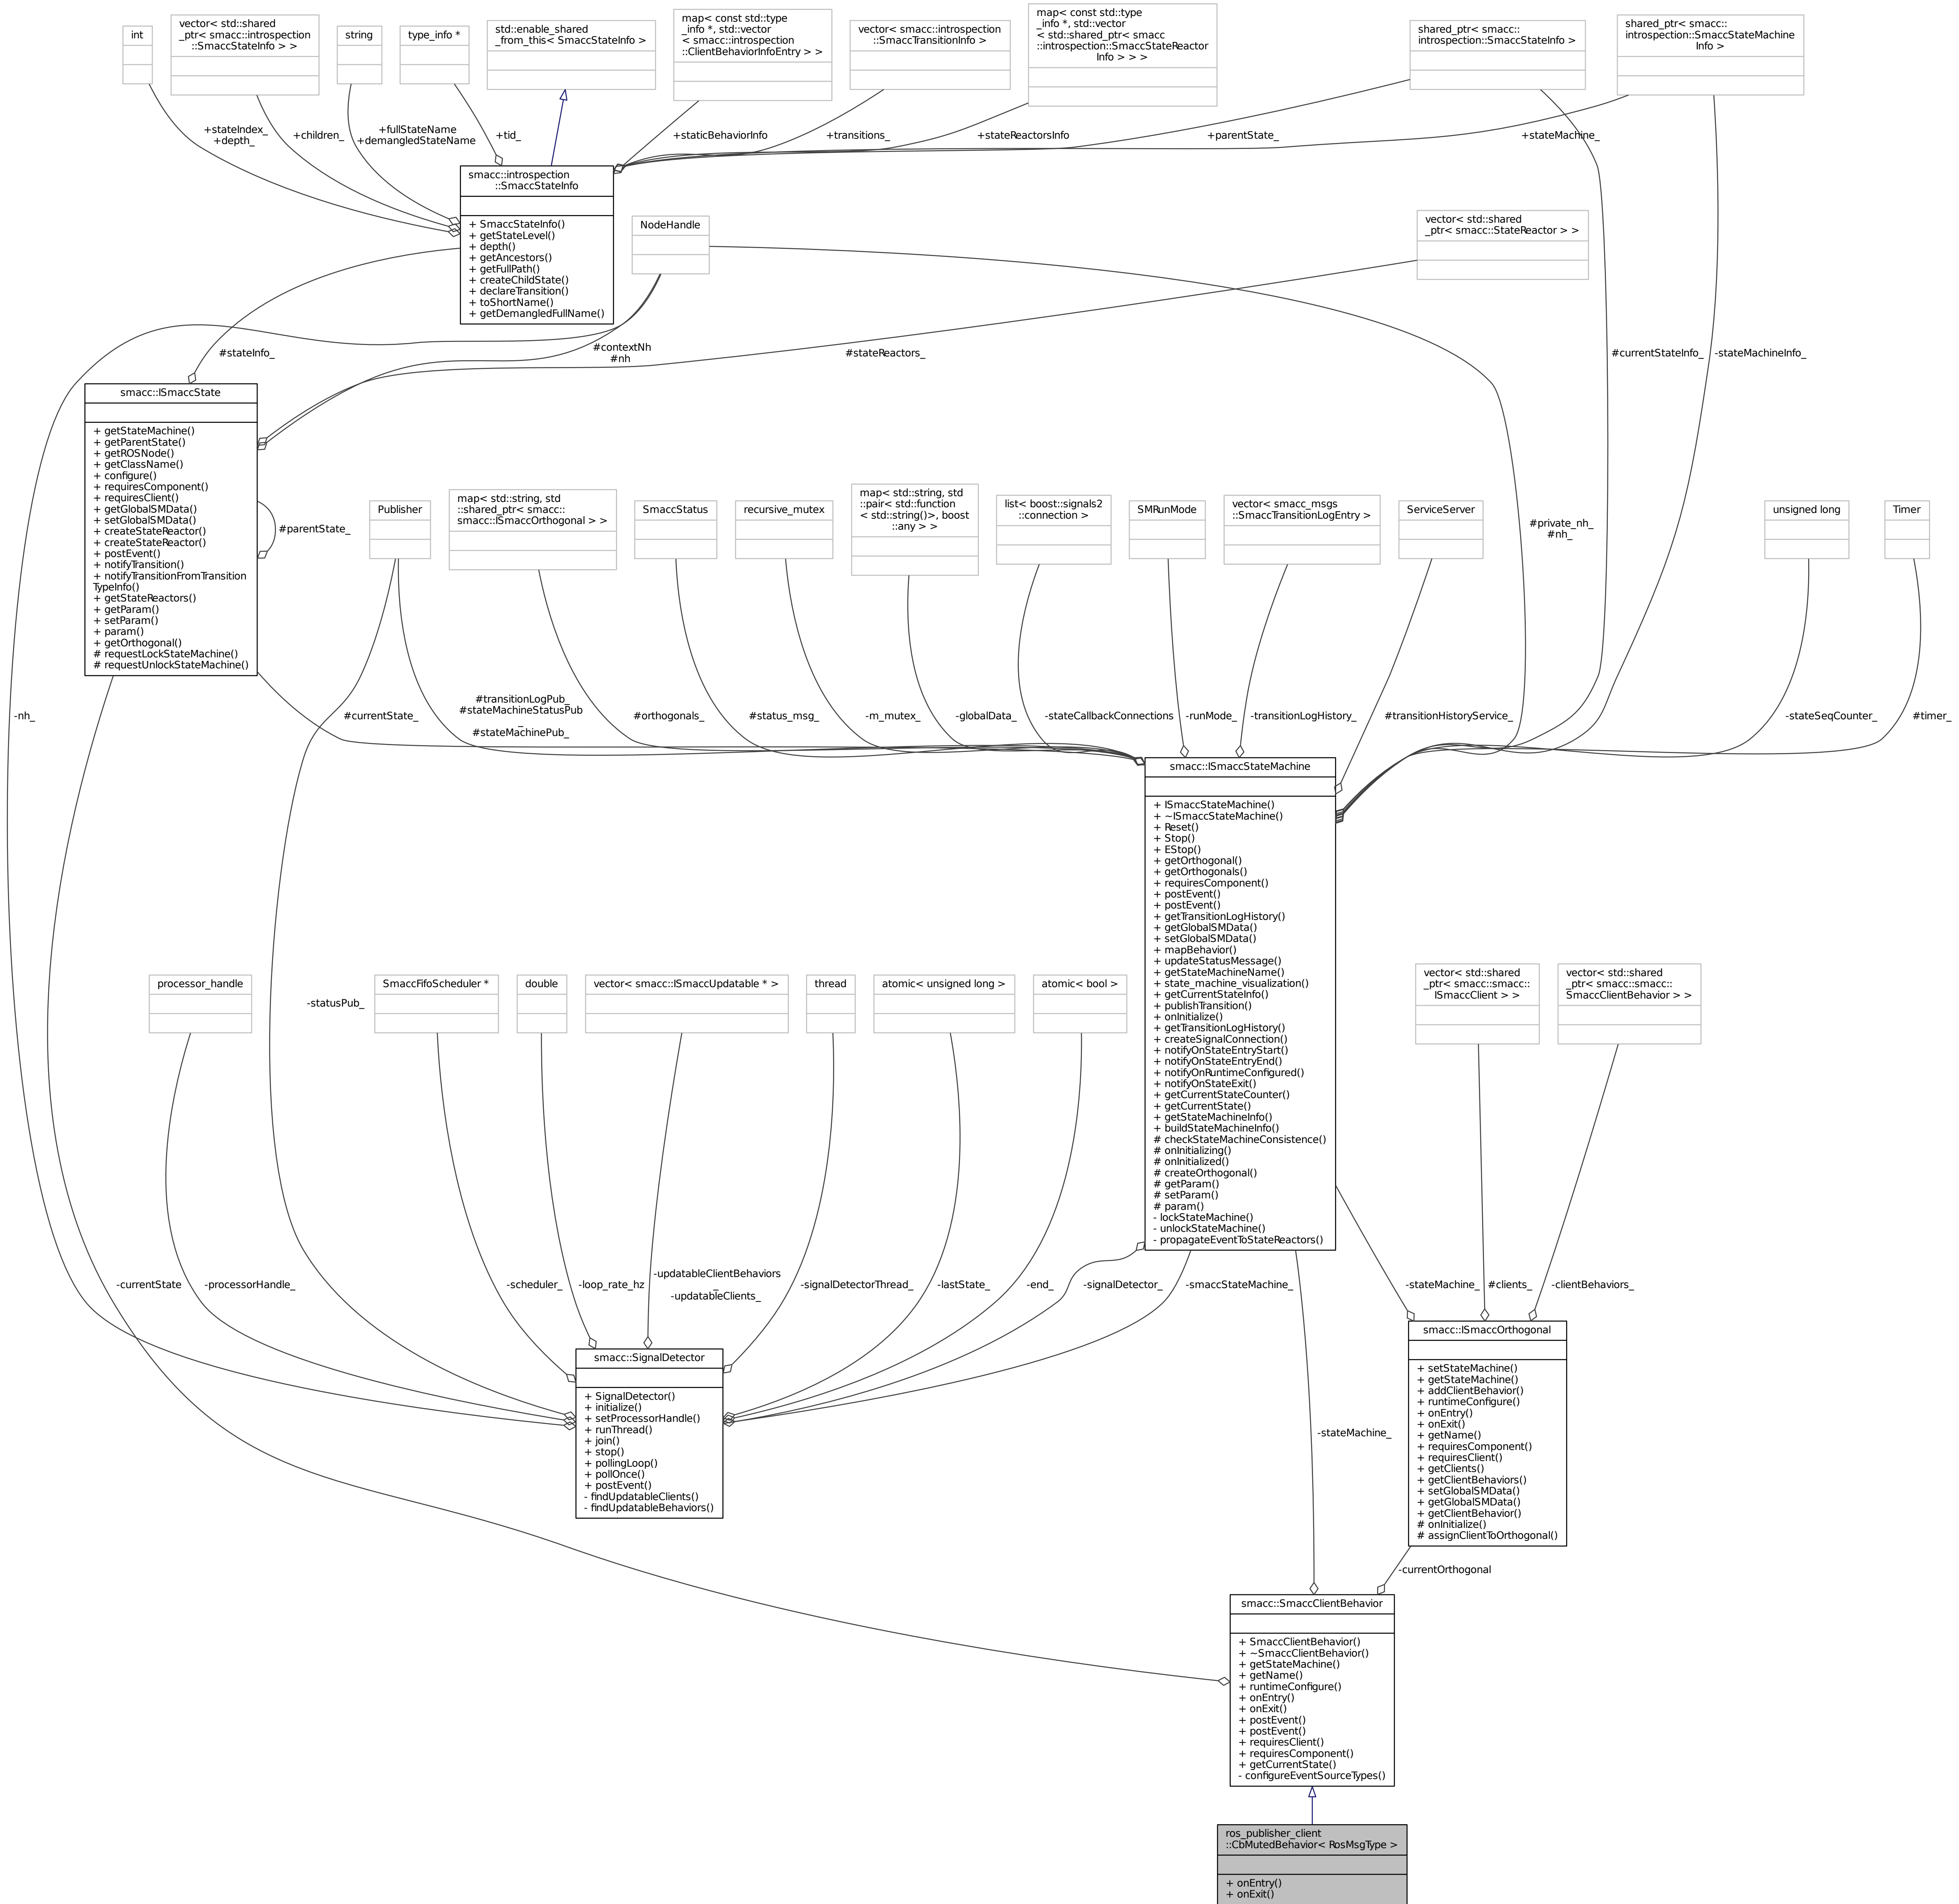 int
vector< std::shared
_ptr< smacc::introspection
::SmaccStateInfo > >
string
type_info *
std::enable_shared
_from_this< SmaccStateInfo >
map< const std::type
_info *, std::vector
< smacc::introspection
::ClientBehaviorInfoEntry > >
vector< smacc::introspection
::SmaccTransitionInfo >
map< const std::type
_info *, std::vector
< std::shared_ptr< smacc
::introspection::SmaccStateReactor
Info > > >
shared_ptr< smacc::
introspection::SmaccStateInfo >
shared_ptr< smacc::
introspection::SmaccStateMachine
Info >
+stateIndex_
+depth_
+children_
+fullStateName
+demangledStateName
+tid_
+staticBehaviorInfo
+transitions_
+stateReactorsInfo
+parentState_
+stateMachine_
smacc::introspection
::SmaccStateInfo
+ SmaccStateInfo()
+ getStateLevel()
+ depth()
+ getAncestors()
+ getFullPath()
+ createChildState()
+ declareTransition()
+ toShortName()
+ getDemangledFullName()
NodeHandle
vector< std::shared
_ptr< smacc::StateReactor > >
#stateInfo_
#contextNh
#nh
#stateReactors_
#currentStateInfo_
-stateMachineInfo_
smacc::ISmaccState
+ getStateMachine()
+ getParentState()
+ getROSNode()
+ getClassName()
+ configure()
+ requiresComponent()
+ requiresClient()
+ getGlobalSMData()
+ setGlobalSMData()
+ createStateReactor()
+ createStateReactor()
+ postEvent()
+ notifyTransition()
+ notifyTransitionFromTransition
TypeInfo()
+ getStateReactors()
+ getParam()
+ setParam()
+ param()
+ getOrthogonal()
# requestLockStateMachine()
# requestUnlockStateMachine()
#parentState_
Publisher
map< std::string, std
::shared_ptr< smacc::
smacc::ISmaccOrthogonal > >
SmaccStatus
recursive_mutex
map< std::string, std
::pair< std::function
< std::string()>, boost
::any > >
list< boost::signals2
::connection >
SMRunMode
vector< smacc_msgs
::SmaccTransitionLogEntry >
ServiceServer
#private_nh_
#nh_
unsigned long
Timer
-nh_
#currentState_
#transitionLogPub_
#stateMachineStatusPub
_
#stateMachinePub_
#orthogonals_
#status_msg_
-m_mutex_
-globalData_
-stateCallbackConnections
-runMode_
-transitionLogHistory_
#transitionHistoryService_
-stateSeqCounter_
#timer_
smacc::ISmaccStateMachine
+ ISmaccStateMachine()
+ ~ISmaccStateMachine()
+ Reset()
+ Stop()
+ EStop()
+ getOrthogonal()
+ getOrthogonals()
+ requiresComponent()
+ postEvent()
+ postEvent()
+ getTransitionLogHistory()
+ getGlobalSMData()
+ setGlobalSMData()
+ mapBehavior()
+ updateStatusMessage()
+ getStateMachineName()
+ state_machine_visualization()
+ getCurrentStateInfo()
+ publishTransition()
+ onInitialize()
+ getTransitionLogHistory()
+ createSignalConnection()
+ notifyOnStateEntryStart()
+ notifyOnStateEntryEnd()
+ notifyOnRuntimeConfigured()
+ notifyOnStateExit()
+ getCurrentStateCounter()
+ getCurrentState()
+ getStateMachineInfo()
+ buildStateMachineInfo()
# checkStateMachineConsistence()
# onInitializing()
# onInitialized()
# createOrthogonal()
# getParam()
# setParam()
# param()
- lockStateMachine()
- unlockStateMachine()
- propagateEventToStateReactors()
processor_handle
-statusPub_
SmaccFifoScheduler *
double
vector< smacc::ISmaccUpdatable * >
thread
atomic< unsigned long >
atomic< bool >
vector< std::shared
_ptr< smacc::smacc::
ISmaccClient > >
vector< std::shared
_ptr< smacc::smacc::
SmaccClientBehavior > >
-currentState
-processorHandle_
-scheduler_
-loop_rate_hz
-updatableClientBehaviors
_
-updatableClients_
-signalDetectorThread_
-lastState_
-end_
-signalDetector_
-smaccStateMachine_
-stateMachine_
#clients_
-clientBehaviors_
smacc::SignalDetector
+ SignalDetector()
+ initialize()
+ setProcessorHandle()
+ runThread()
+ join()
+ stop()
+ pollingLoop()
+ pollOnce()
+ postEvent()
- findUpdatableClients()
- findUpdatableBehaviors()
-stateMachine_
smacc::ISmaccOrthogonal
+ setStateMachine()
+ getStateMachine()
+ addClientBehavior()
+ runtimeConfigure()
+ onEntry()
+ onExit()
+ getName()
+ requiresComponent()
+ requiresClient()
+ getClients()
+ getClientBehaviors()
+ setGlobalSMData()
+ getGlobalSMData()
+ getClientBehavior()
# onInitialize()
# assignClientToOrthogonal()
-currentOrthogonal
smacc::SmaccClientBehavior
+ SmaccClientBehavior()
+ ~SmaccClientBehavior()
+ getStateMachine()
+ getName()
+ runtimeConfigure()
+ onEntry()
+ onExit()
+ postEvent()
+ postEvent()
+ requiresClient()
+ requiresComponent()
+ getCurrentState()
- configureEventSourceTypes()
ros_publisher_client
::CbMutedBehavior< RosMsgType >
+ onEntry()
+ onExit()